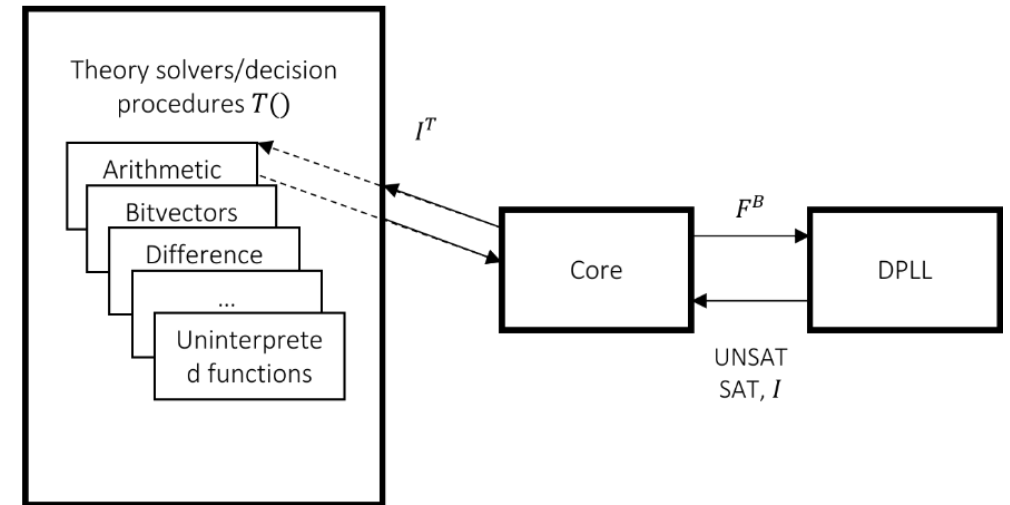 Theory solvers/decision
procedures T()
Arithmetic
Bitvectors
Difference
...
Uninterprete
d functions
I^T
Core
F^B
DPLL
UNSAT
SAT, I